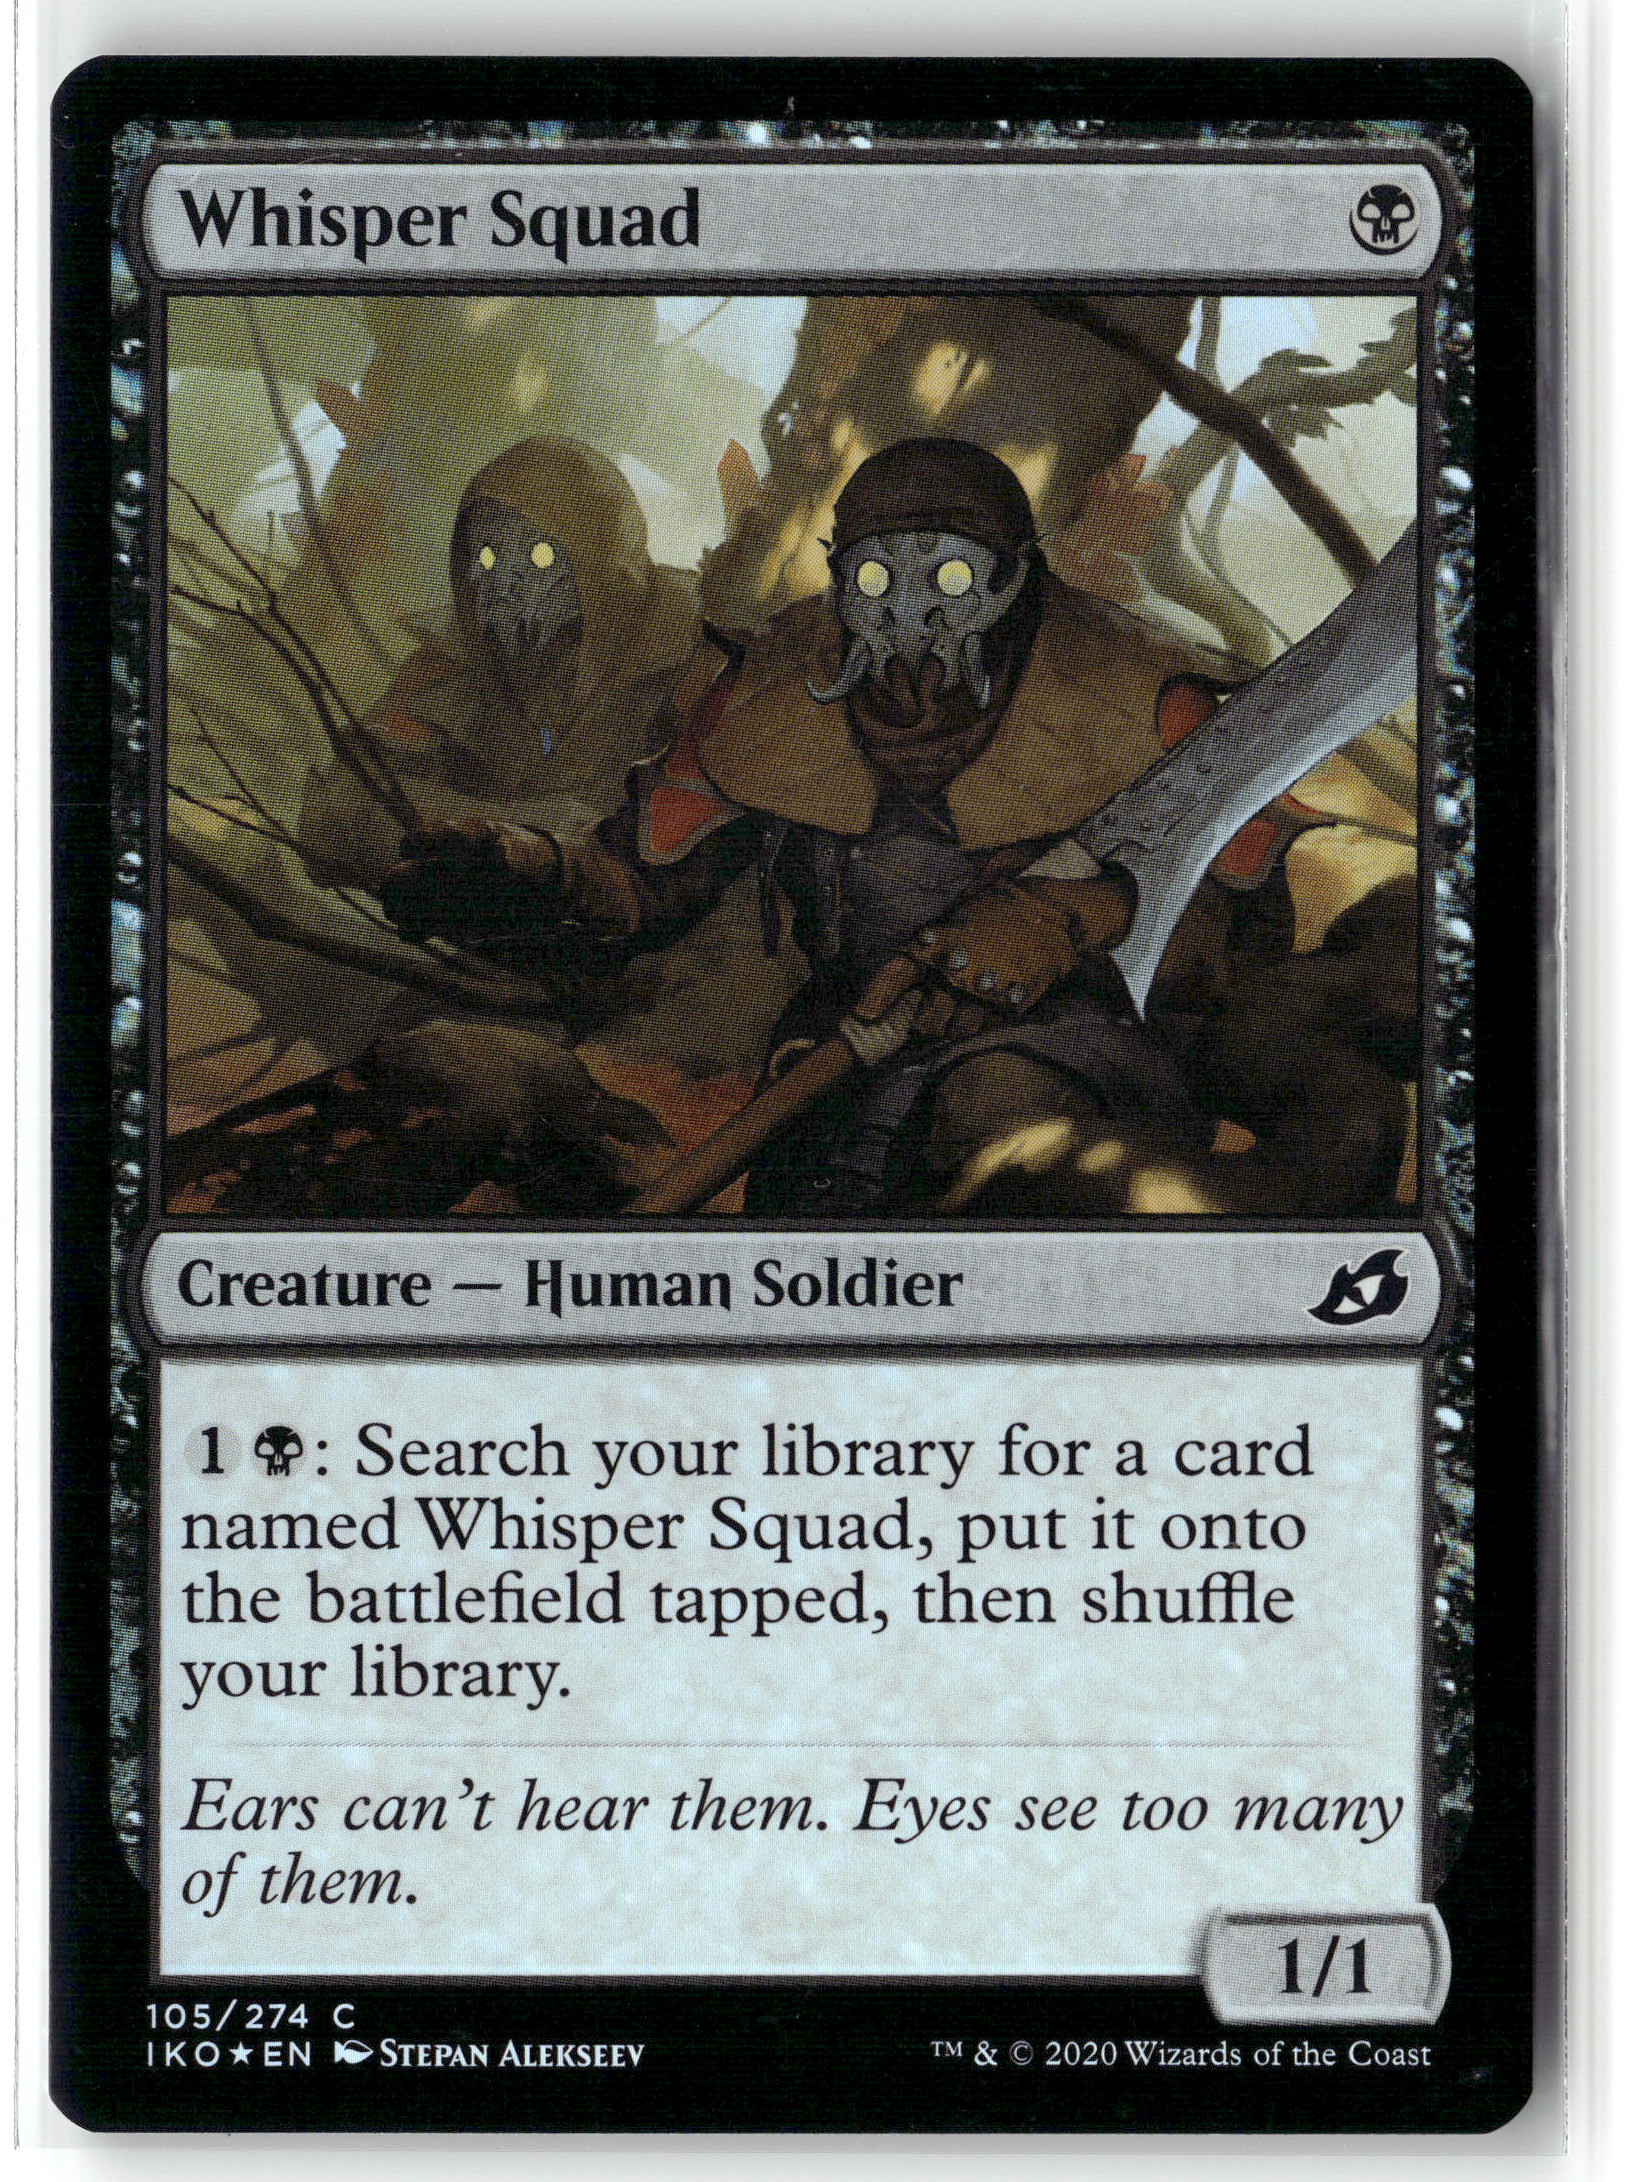 Whisper Squad
Creature — Human Soldier
1 : Search your library for a card
named Whisper Squad, put it onto
the battlefield tapped, then shuffle
your library.
Ears can't hear them. Eyes see too many
of them.
1/1
105/274 C
IKO★EN STEPAN ALEKSEEV
™ & © 2020 Wizards of the Coast